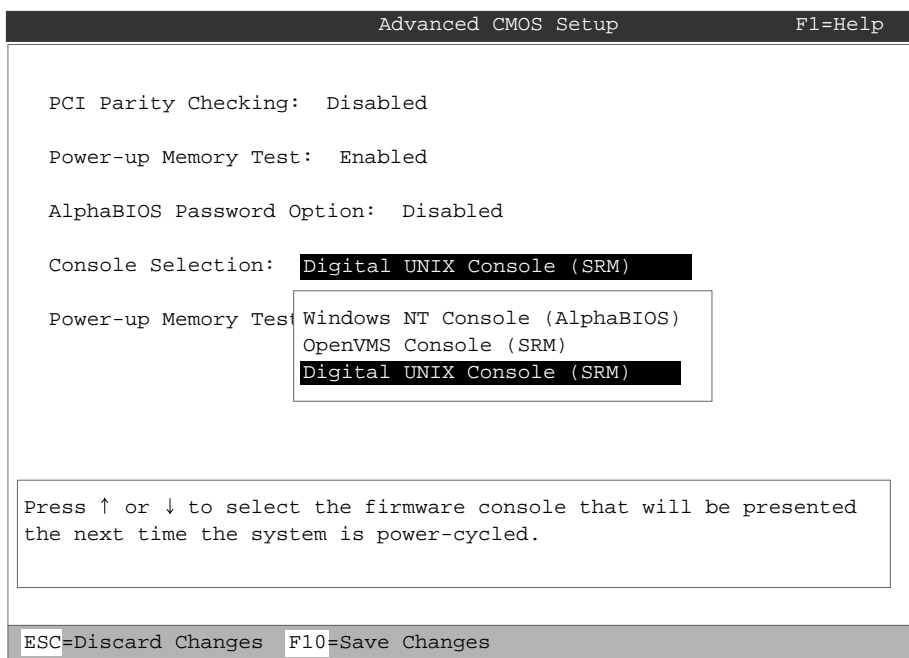 Advanced CMOS Setup F1=Help
PCI Parity Checking: Disabled
Power-up Memory Test: Enabled
AlphaBIOS Password Option: Disabled
Console Selection: Digital UNIX Console (SRM)
Power-up Memory Test
Windows NT Console (AlphaBIOS)
OpenVMS Console (SRM)
Digital UNIX Console (SRM)
Press ↑ or ↓ to select the firmware console that will be presented
the next time the system is power-cycled.
ESC=Discard Changes F10=Save Changes